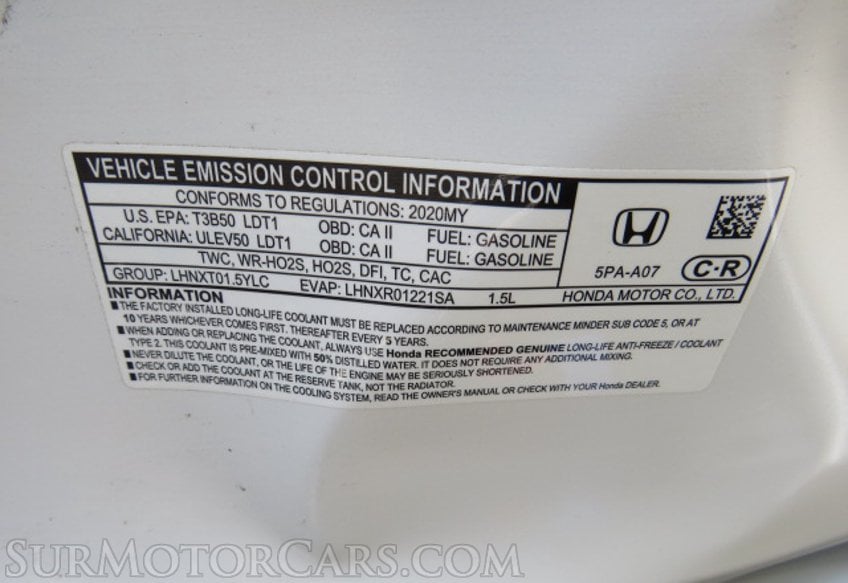 VEHICLE EMISSION CONTROL INFORMATION
CONFORMS TO REGULATIONS: 2020MY
U.S. EPA: T3B50 LDT1 OBD: CA II FUEL: GASOLINE
CALIFORNIA: ULEV50 LDT1 OBD: CA II FUEL: GASOLINE
TWC, WR-HO2S, HO2S, DFI, TC, CAC
GROUP: LHNXT01.5YLC EVAP: LHNXR01221SA 1.5L
5PA-A07 C-R
HONDA MOTOR CO., LTD.
INFORMATION
■THE FACTORY INSTALLED LONG-LIFE COOLANT MUST BE REPLACED ACCORDING TO MAINTENANCE MINDER SUB CODE 5, OR AT
10 YEARS WHICHEVER COMES FIRST. THEREAFTER EVERY 5 YEARS.
■WHEN ADDING OR REPLACING THE COOLANT, ALWAYS USE Honda RECOMMENDED GENUINE LONG-LIFE ANTI-FREEZE / COOLANT
TYPE 2. THIS COOLANT IS PRE-MIXED WITH 50% DISTILLED WATER. IT DOES NOT REQUIRE ANY ADDITIONAL MIXING.
■NEVER DILUTE THE COOLANT, OR THE LIFE OF THE ENGINE MAY BE SERIOUSLY SHORTENED.
■CHECK OR ADD THE COOLANT AT THE RESERVE TANK, NOT THE RADIATOR.
■FOR FURTHER INFORMATION ON THE COOLING SYSTEM, READ THE OWNER'S MANUAL OR CHECK WITH YOUR Honda DEALER.
SURMOTORCARS.COM